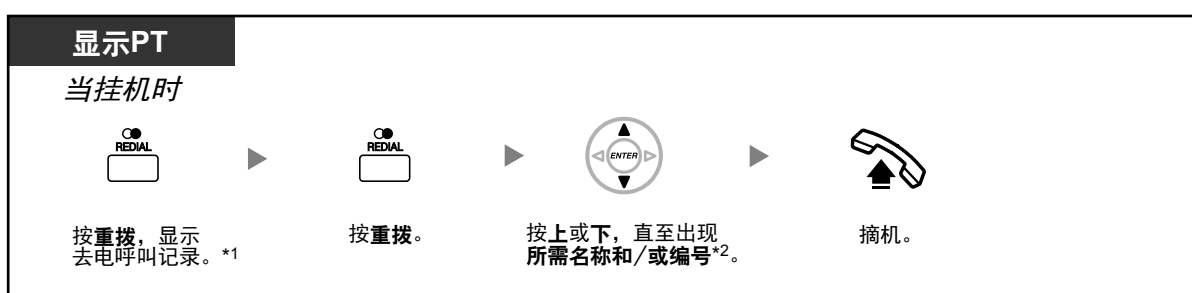 显示PT
当挂机时
REDIAL
REDIAL
ENTER
按重拨，显示
去电呼叫记录。*1
按重拨。
按上或下，直至出现
所需名称和/或编号*2。
摘机。